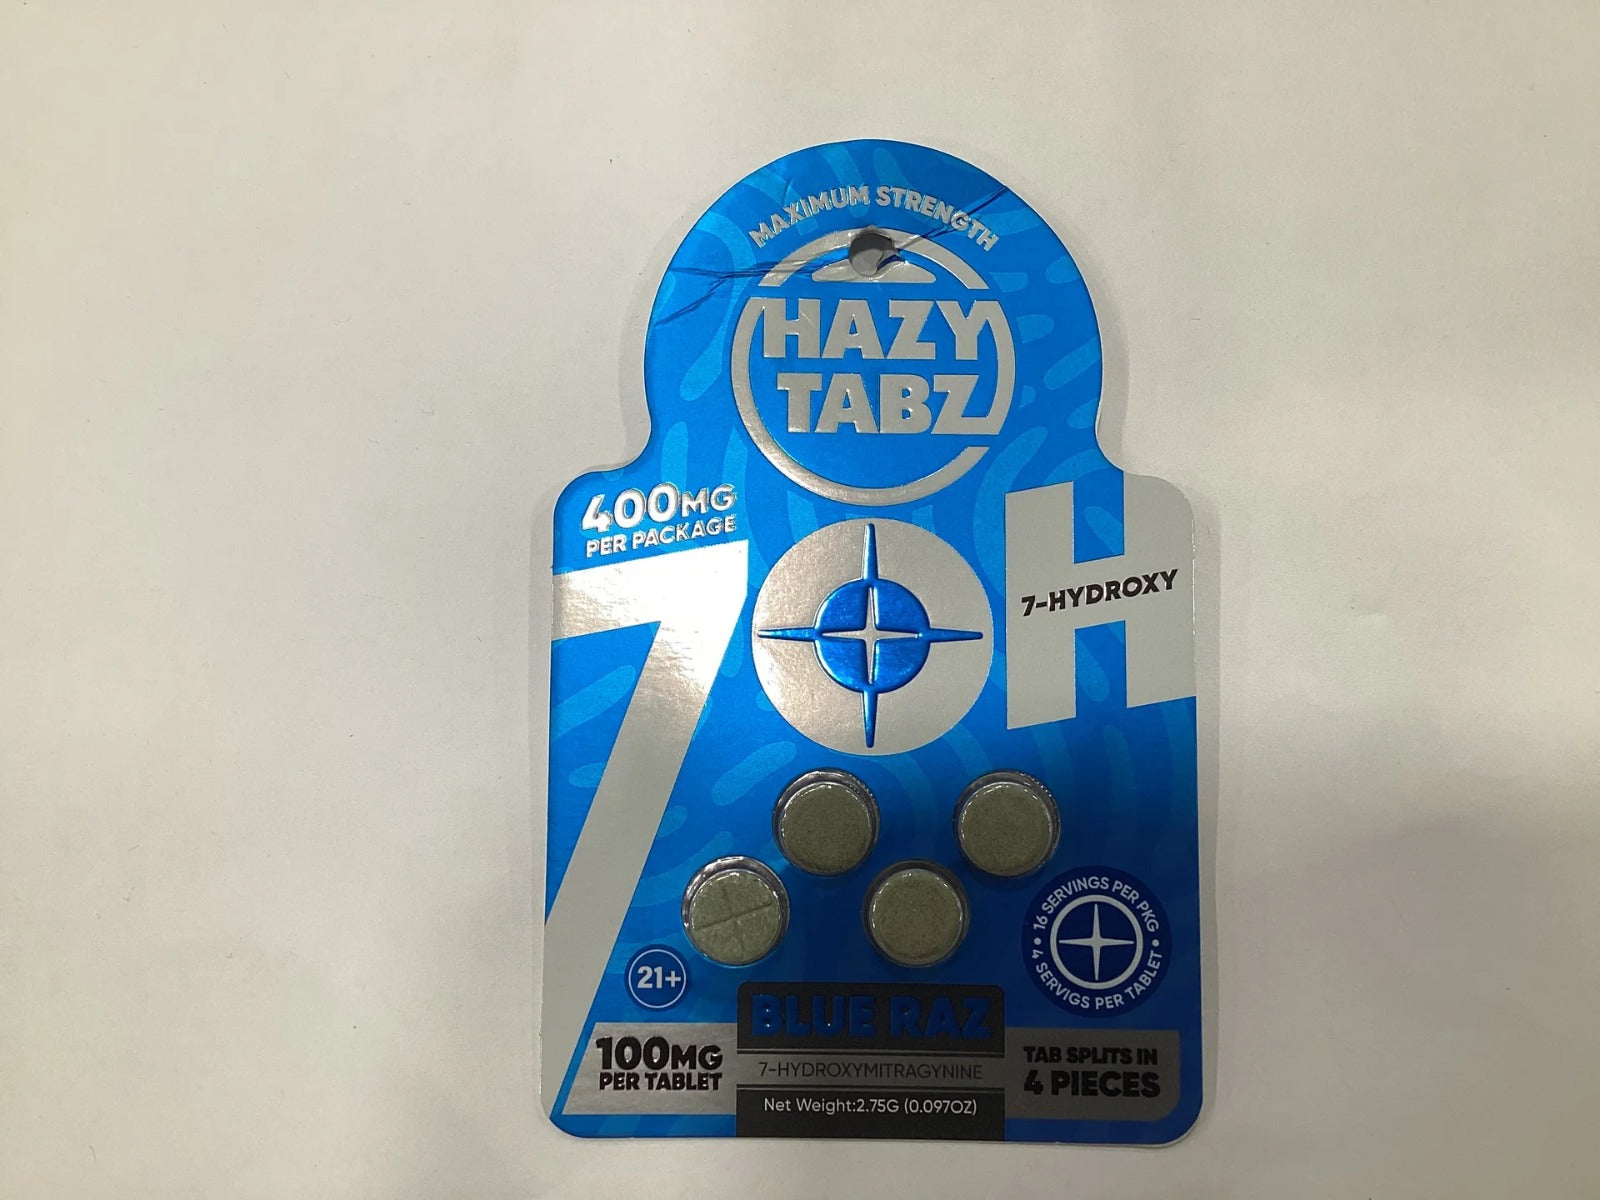 MAXIMUM STRENGTH
HAZY
TABZ
400MG
PER PACKAGE
7OH
7-HYDROXY
16 SERVINGS PER PKG
4 SERVIGS PER TABLET
21+
BLUE RAZ
100MG
PER TABLET
7-HYDROXYMITRAGYNINE
Net Weight:2.75G (0.097OZ)
TAB SPLITS IN
4 PIECES